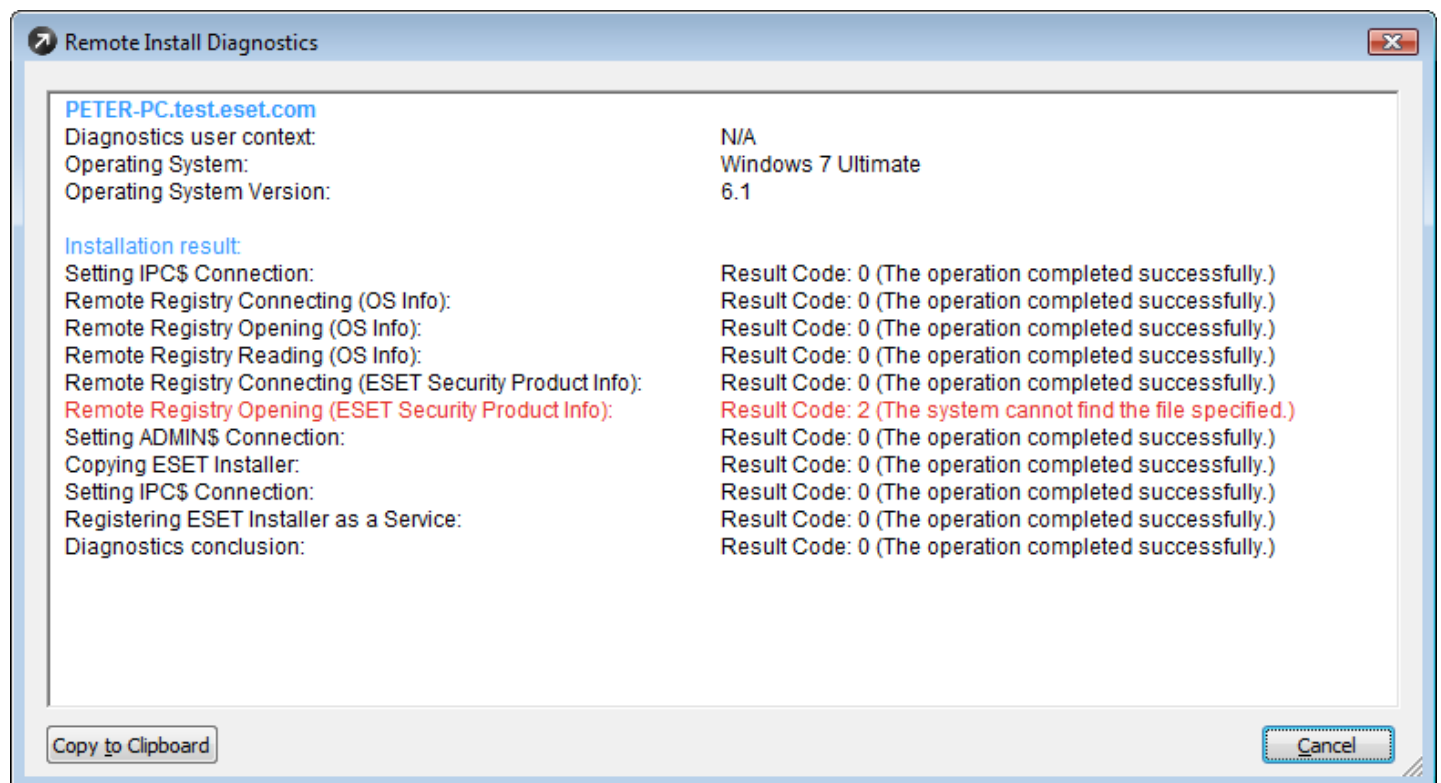 Remote Install Diagnostics
PETER-PC.test.eset.com
Diagnostics user context: N/A
Operating System: Windows 7 Ultimate
Operating System Version: 6.1
Installation result:
Setting IPC$ Connection: Result Code: 0 (The operation completed successfully.)
Remote Registry Connecting (OS Info): Result Code: 0 (The operation completed successfully.)
Remote Registry Opening (OS Info): Result Code: 0 (The operation completed successfully.)
Remote Registry Reading (OS Info): Result Code: 0 (The operation completed successfully.)
Remote Registry Connecting (ESET Security Product Info): Result Code: 0 (The operation completed successfully.)
Remote Registry Opening (ESET Security Product Info): Result Code: 2 (The system cannot find the file specified.)
Setting ADMIN$ Connection: Result Code: 0 (The operation completed successfully.)
Copying ESET Installer: Result Code: 0 (The operation completed successfully.)
Setting IPC$ Connection: Result Code: 0 (The operation completed successfully.)
Registering ESET Installer as a Service: Result Code: 0 (The operation completed successfully.)
Diagnostics conclusion: Result Code: 0 (The operation completed successfully.)
Copy to Clipboard Cancel